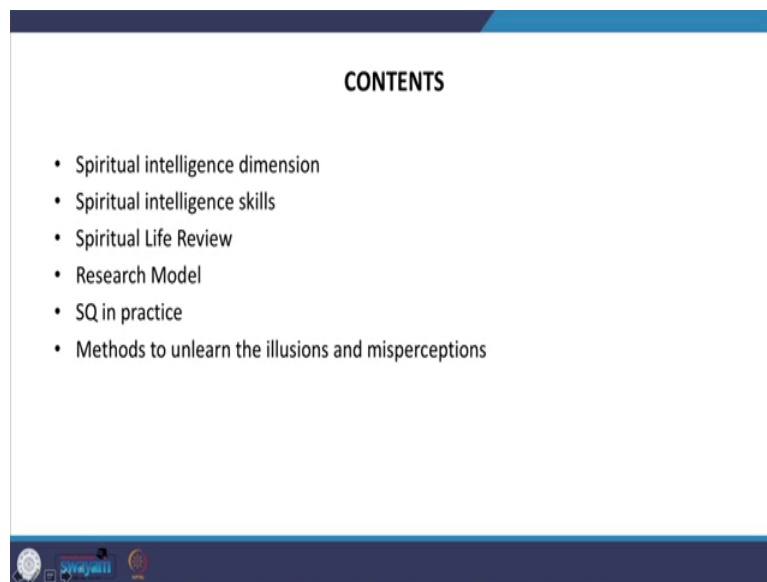 CONTENTS
• Spiritual intelligence dimension
• Spiritual intelligence skills
• Spiritual Life Review
• Research Model
• SQ in practice
• Methods to unlearn the illusions and misperceptions
swayam